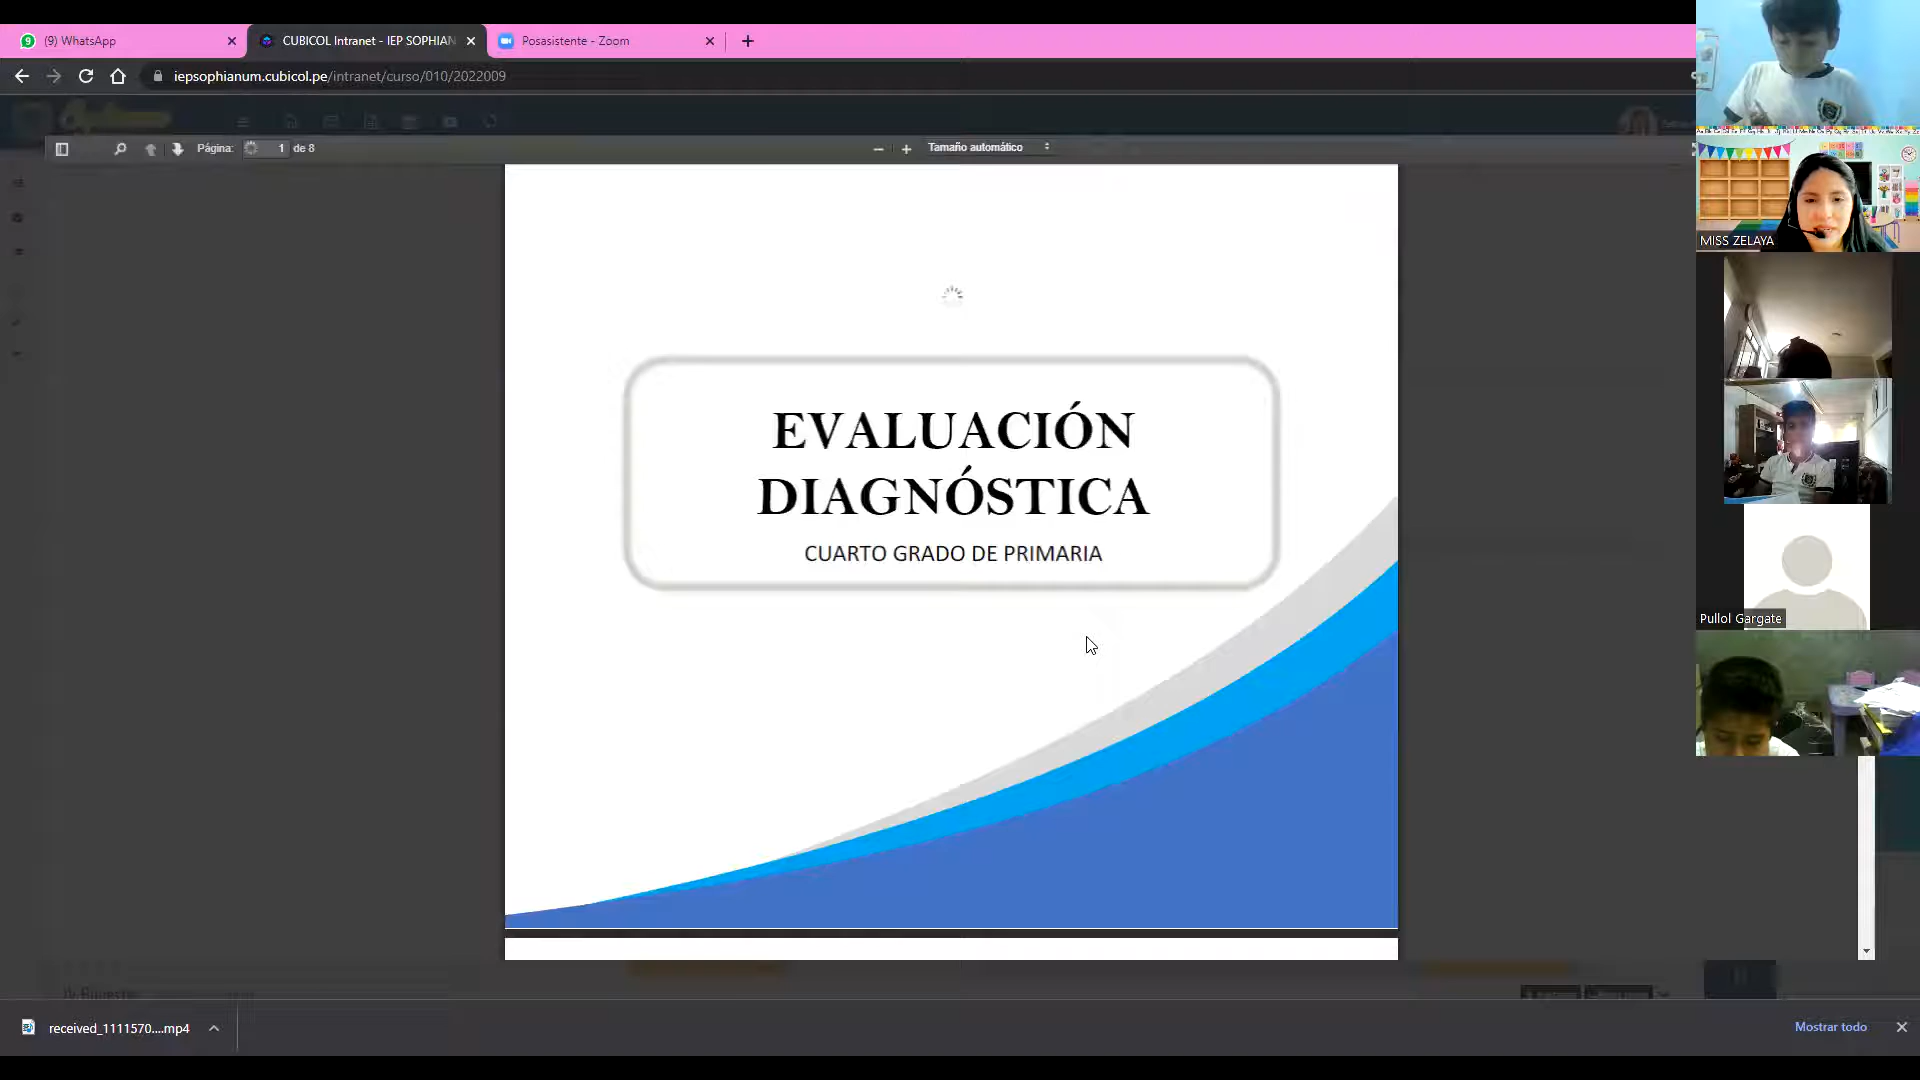 (9) WhatsApp
CUBICOL Intranet - IEP SOPHIAN
Posasistente - Zoom
iepsophianum.cubicol.pe/intranet/curso/010/2022009
Página: 1 de 8
Tamaño automático
EVALUACIÓN
DIAGNÓSTICA
CUARTO GRADO DE PRIMARIA
MISS ZELAYA
Pullol Gargate
received_1111570....mp4
Mostrar todo